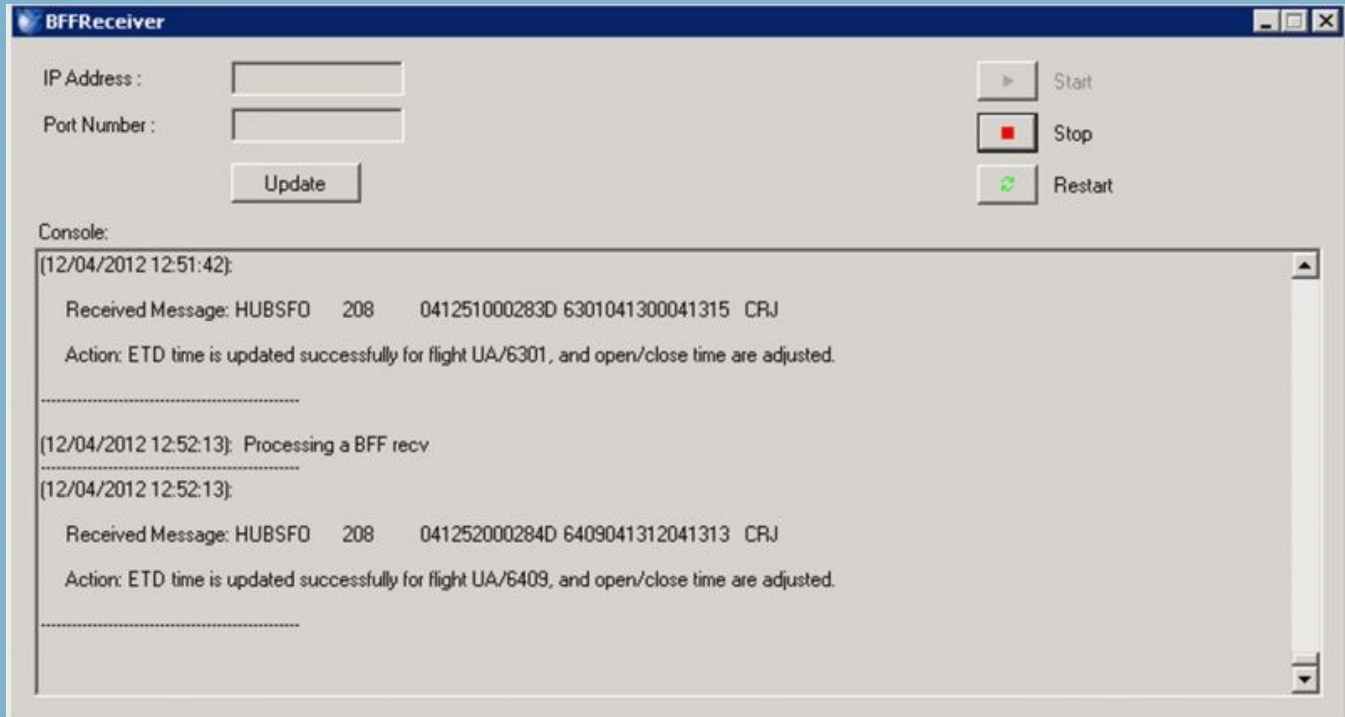 BFFReceiver
IP Address :
Start
Port Number :
Stop
Update
Restart
Console:
(12/04/2012 12:51:42):
Received Message: HUBSFO 208 041251000283D 6301041300041315 CRJ
Action: ETD time is updated successfully for flight UA/6301, and open/close time are adjusted.
------------------------------------------------
(12/04/2012 12:52:13): Processing a BFF recv
------------------------------------------------
(12/04/2012 12:52:13):
Received Message: HUBSFO 208 041252000284D 6409041312041313 CRJ
Action: ETD time is updated successfully for flight UA/6409, and open/close time are adjusted.
------------------------------------------------